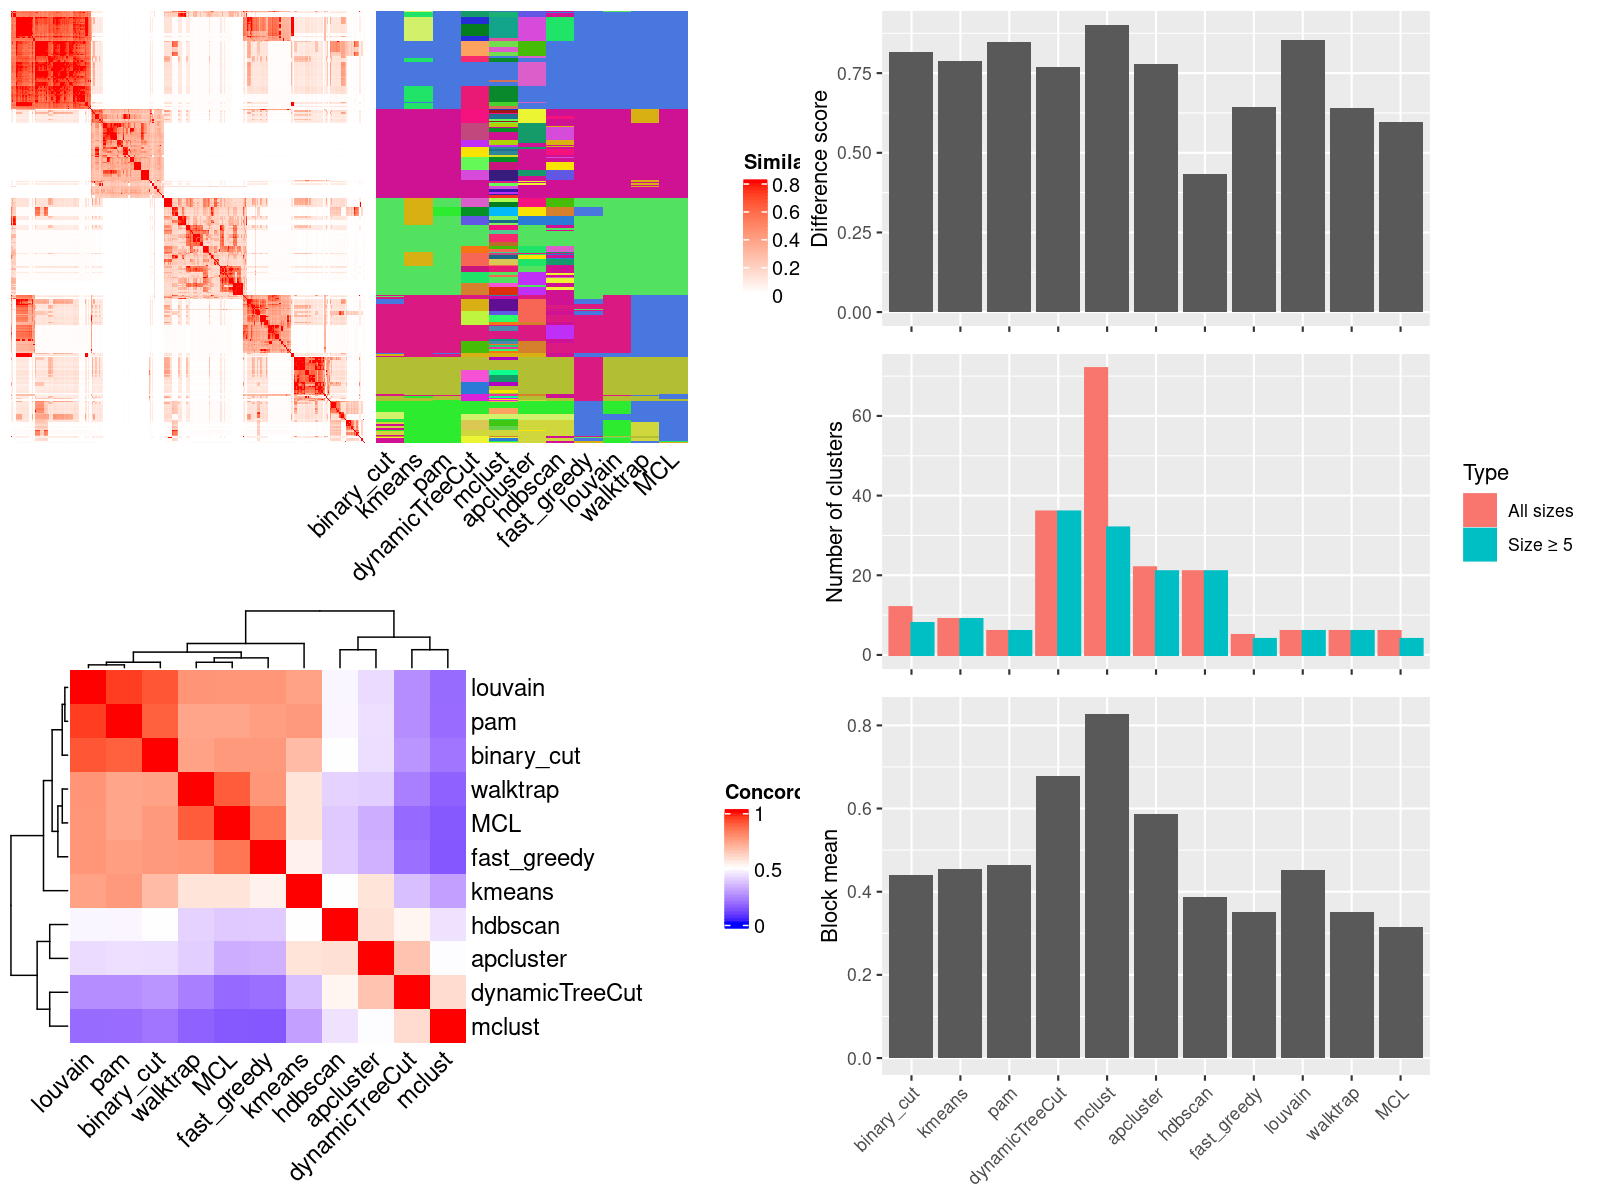 Simila
0.8
0.6
0.4
0.2
0
binary_cut
kmeans
pam
dynamicTreeCut
mclust
apcluster
hdbscan
fast_greedy
louvain
walktrap
MCL
louvain
pam
binary_cut
walktrap
MCL
fast_greedy
kmeans
hdbscan
apcluster
dynamicTreeCut
mclust
louvain
pam
binary_cut
walktrap
MCL
fast_greedy
kmeans
hdbscan
apcluster
dynamicTreeCut
mclust
Concord
1
0.5
0
Difference score
0.75
0.50
0.25
0.00
Number of clusters
60
40
20
0
Type
All sizes
Size ≥ 5
Block mean
0.8
0.6
0.4
0.2
0.0
binary_cut
kmeans
pam
dynamicTreeCut
mclust
apcluster
hdbscan
fast_greedy
louvain
walktrap
MCL